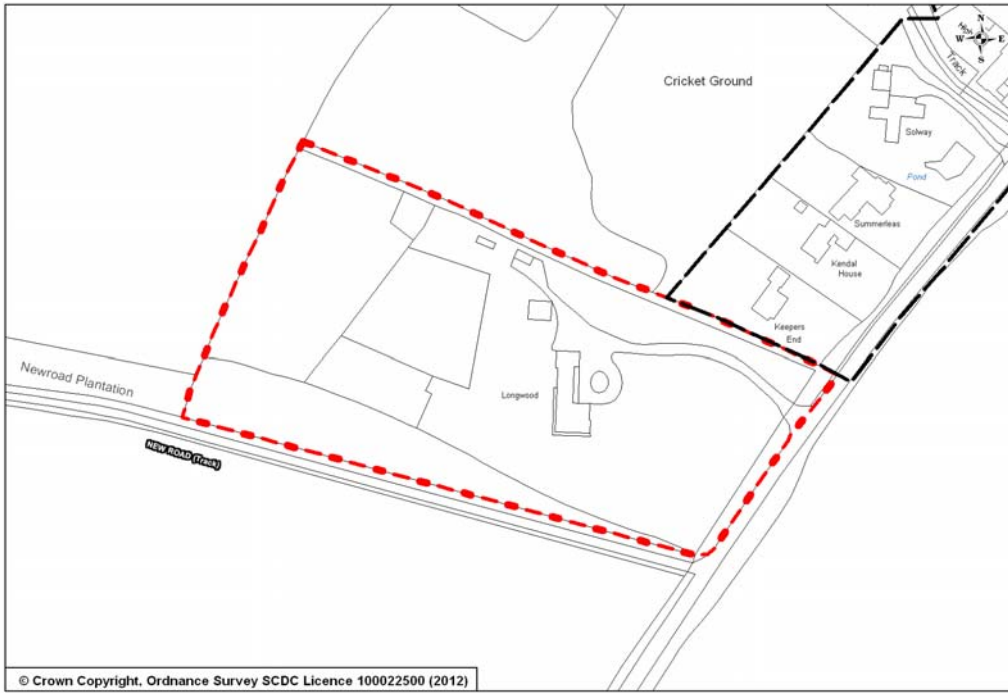 N
W E
S
Track
Cricket Ground
Solway
Pond
Summerleas
Kendal
House
Keepers
End
Newroad Plantation
Longwood
NEW ROAD (Track)
© Crown Copyright, Ordnance Survey SCDC Licence 100022500 (2012)